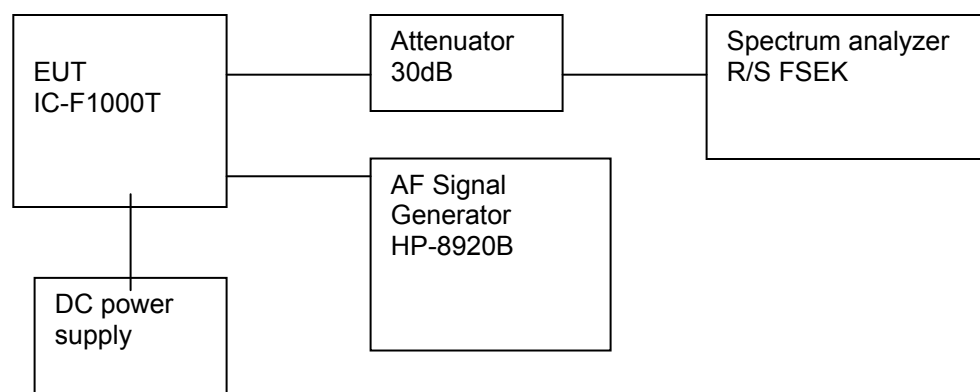 EUT
IC-F1000T
Attenuator
30dB
Spectrum analyzer
R/S FSEK
AF Signal
Generator
HP-8920B
DC power
supply